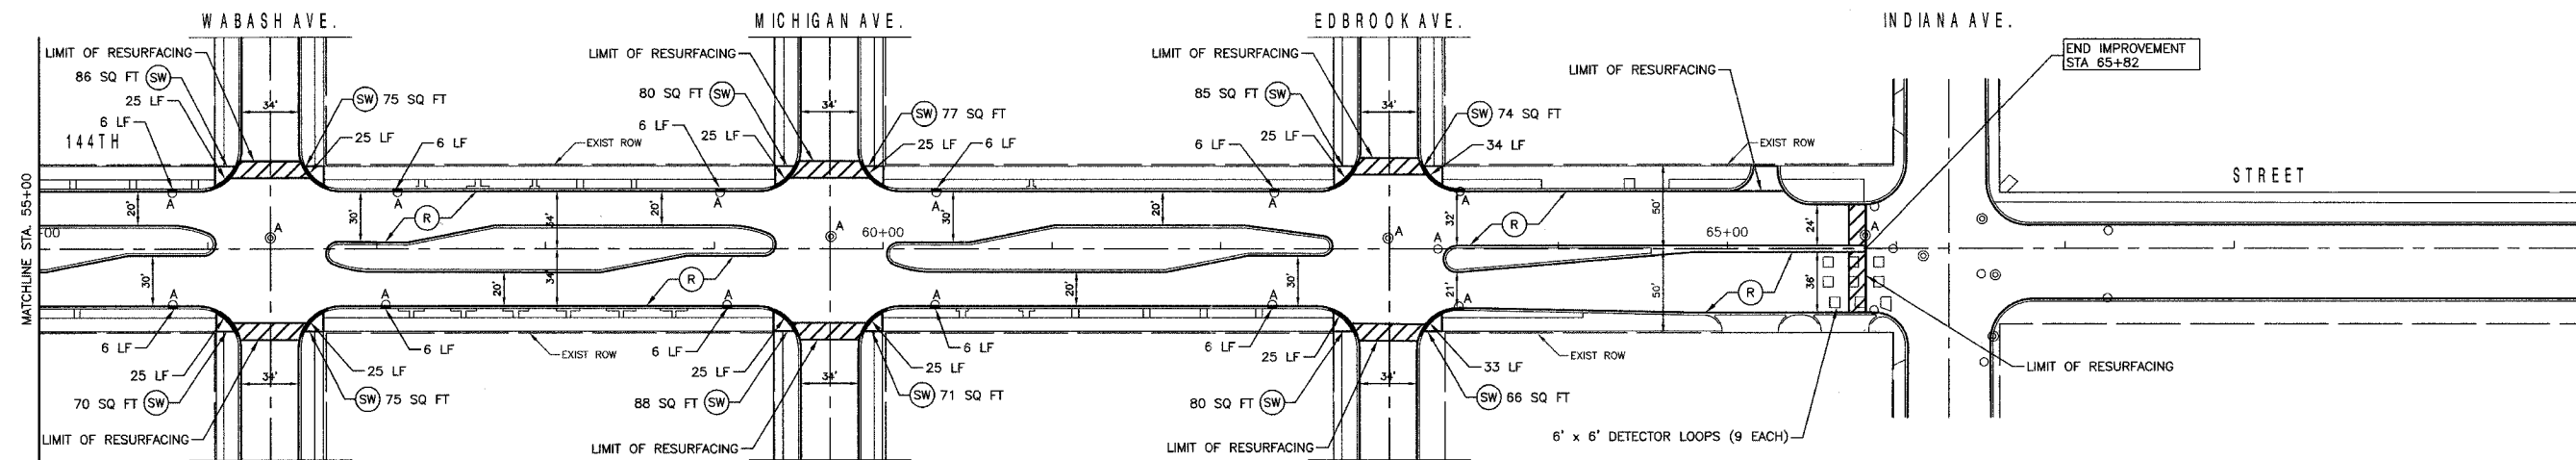 WABASH AVE.
MICHIGAN AVE.
EDBROOK AVE.
INDIANA AVE.
LIMIT OF RESURFACING
86 SQ FT SW
25 LF
6 LF
144TH
34'
SW 75 SQ FT
25 LF
6 LF
EXIST ROW
LIMIT OF RESURFACING
80 SQ FT SW
6 LF
25 LF
34'
SW 77 SQ FT
25 LF
6 LF
LIMIT OF RESURFACING
85 SQ FT SW
25 LF
6 LF
34'
SW 74 SQ FT
34 LF
LIMIT OF RESURFACING
EXIST ROW
END IMPROVEMENT
STA 65+82
STREET
MATCHLINE STA. 55+00
A
A
A
A
A
A
A
A
A
A
20'
30'
R
34'
20'
30'
20'
32'
R
50'
24'
+00
60+00
65+00
30'
20'
34'
R
20'
30'
21'
50'
R
36'
A
A
A
A
A
A
6 LF
25 LF
70 SQ FT SW
34'
25 LF
SW 75 SQ FT
LIMIT OF RESURFACING
EXIST ROW
6 LF
25 LF
88 SQ FT SW
34'
6 LF
25 LF
SW 71 SQ FT
LIMIT OF RESURFACING
6 LF
25 LF
80 SQ FT SW
34'
33 LF
SW 66 SQ FT
LIMIT OF RESURFACING
EXIST ROW
6' x 6' DETECTOR LOOPS (9 EACH)
LIMIT OF RESURFACING